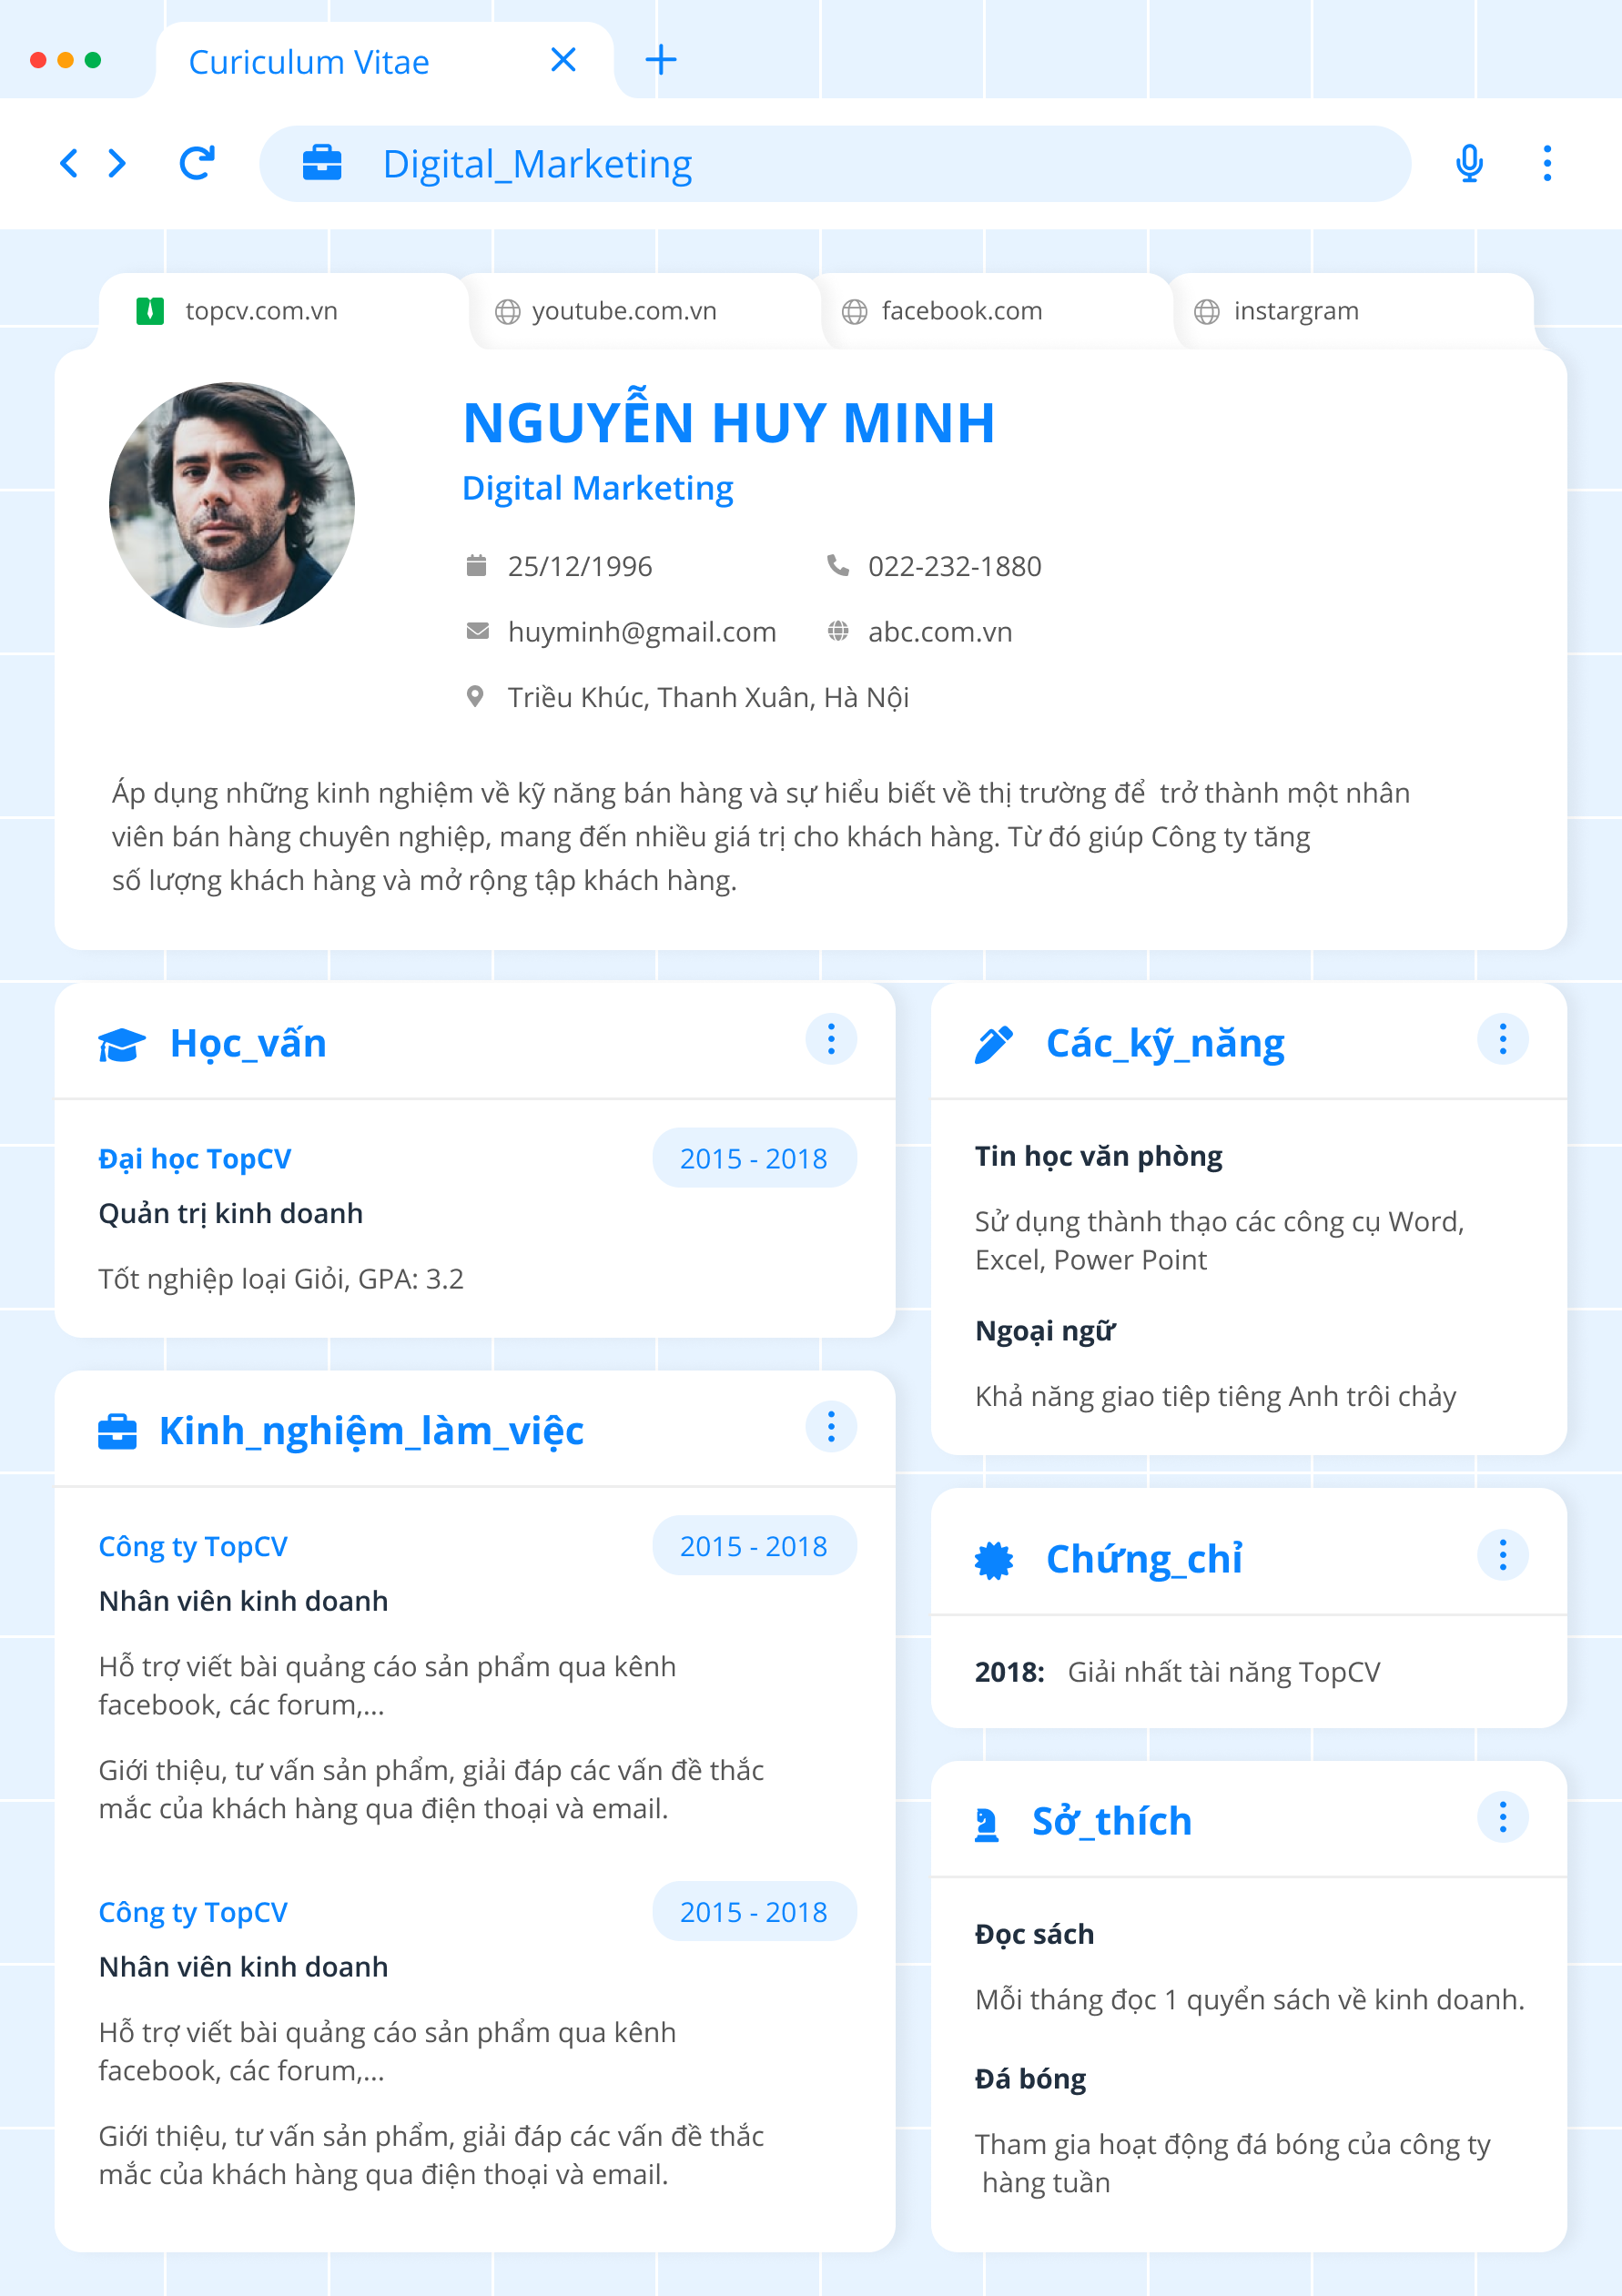 Curiculum Vitae
Digital_Marketing
topcv.com.vn
youtube.com.vn
facebook.com
instargram
NGUYỄN HUY MINH
Digital Marketing
25/12/1996
022-232-1880
huyminh@gmail.com
abc.com.vn
Triều Khúc, Thanh Xuân, Hà Nội
Áp dụng những kinh nghiệm về kỹ năng bán hàng và sự hiểu biết về thị trường để trở thành một nhân
viên bán hàng chuyên nghiệp, mang đến nhiều giá trị cho khách hàng. Từ đó giúp Công ty tăng
số lượng khách hàng và mở rộng tập khách hàng.
Học_vấn
Đại học TopCV
2015 - 2018
Quản trị kinh doanh
Tốt nghiệp loại Giỏi, GPA: 3.2
Kinh_nghiệm_làm_việc
Công ty TopCV
2015 - 2018
Nhân viên kinh doanh
Hỗ trợ viết bài quảng cáo sản phẩm qua kênh
facebook, các forum,...
Giới thiệu, tư vấn sản phẩm, giải đáp các vấn đề thắc
mắc của khách hàng qua điện thoại và email.
Công ty TopCV
2015 - 2018
Nhân viên kinh doanh
Hỗ trợ viết bài quảng cáo sản phẩm qua kênh
facebook, các forum,...
Giới thiệu, tư vấn sản phẩm, giải đáp các vấn đề thắc
mắc của khách hàng qua điện thoại và email.
Các_kỹ_năng
Tin học văn phòng
Sử dụng thành thạo các công cụ Word,
Excel, Power Point
Ngoại ngữ
Khả năng giao tiêp tiêng Anh trôi chảy
Chứng_chỉ
2018: Giải nhất tài năng TopCV
Sở_thích
Đọc sách
Mỗi tháng đọc 1 quyển sách về kinh doanh.
Đá bóng
Tham gia hoạt động đá bóng của công ty
hàng tuần